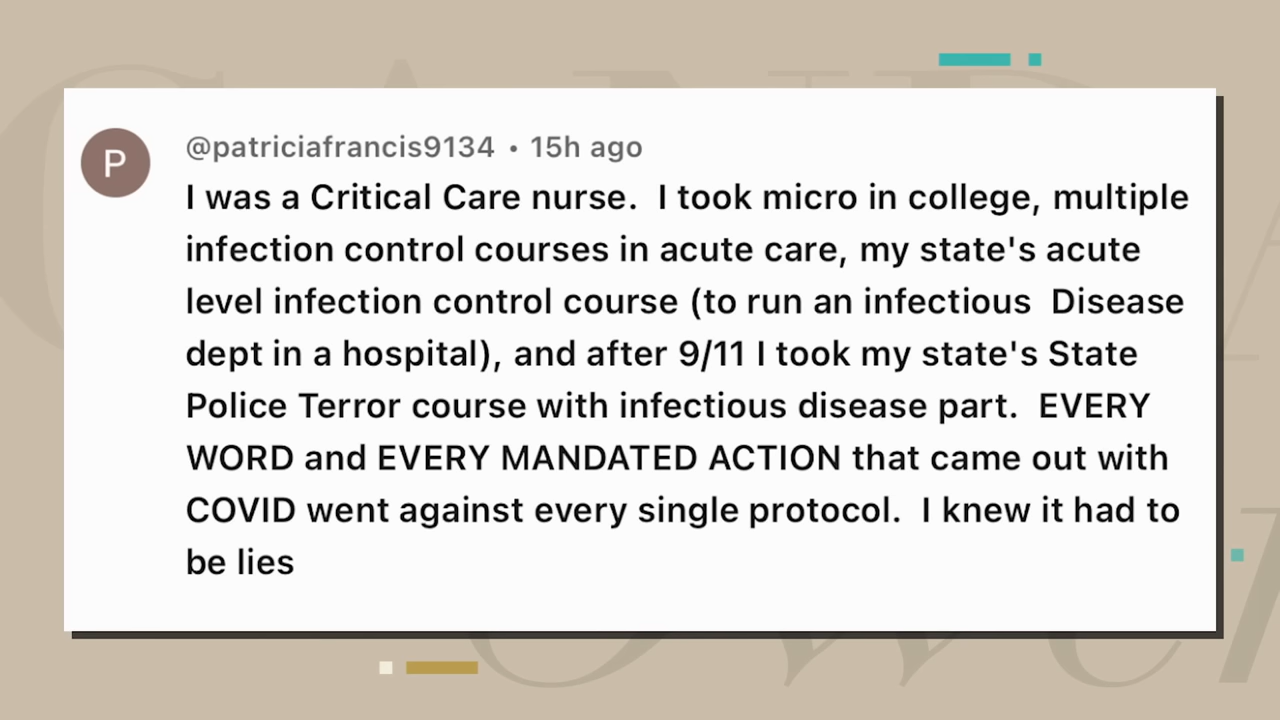 P
@patriciafrancis9134 • 15h ago
I was a Critical Care nurse.  I took micro in college, multiple
infection control courses in acute care, my state's acute
level infection control course (to run an infectious  Disease
dept in a hospital), and after 9/11 I took my state's State
Police Terror course with infectious disease part.  EVERY
WORD and EVERY MANDATED ACTION that came out with
COVID went against every single protocol.  I knew it had to
be lies